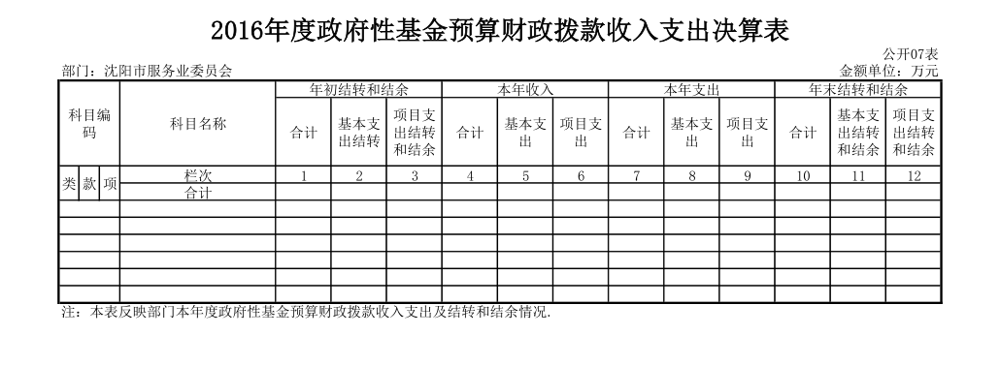 2016年度政府性基金预算财政拨款收入支出决算表
公开07表
部门：沈阳市服务业委员会 金额单位：万元
科目编码 科目名称 年初结转和结余 本年收入 本年支出 年末结转和结余
合计 基本支出结转 项目支出结转和结余 合计 基本支出 项目支出 合计 基本支出 项目支出 合计 基本支出结转和结余 项目支出结转和结余
类 款 项 栏次 1 2 3 4 5 6 7 8 9 10 11 12
合计
注：本表反映部门本年度政府性基金预算财政拨款收入支出及结转和结余情况.